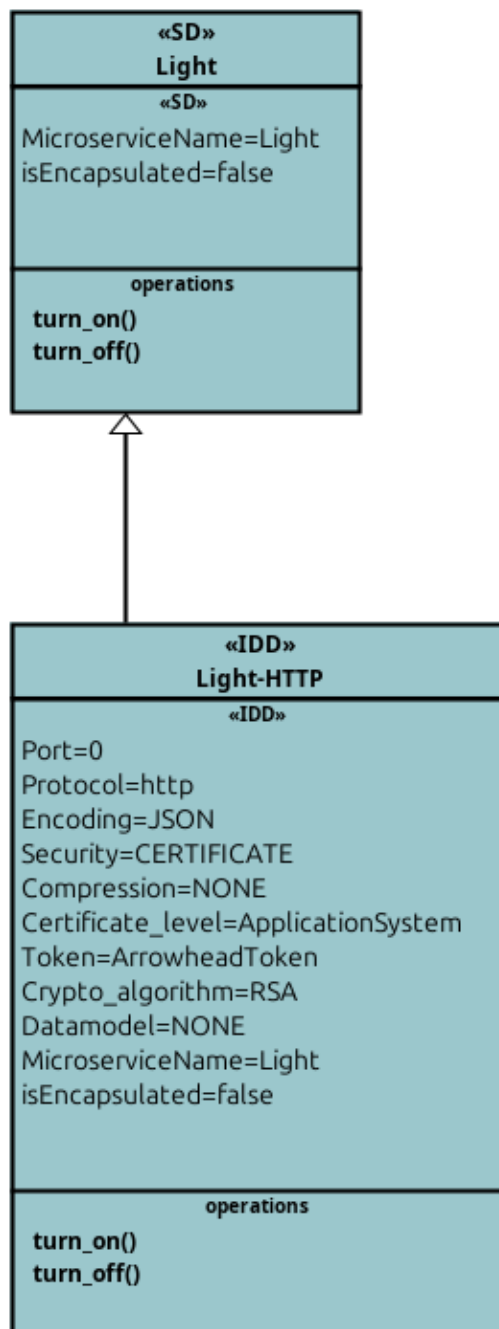 «SD»
Light
«SD»
MicroserviceName=Light
isEncapsulated=false
operations
turn_on()
turn_off()
«IDD»
Light-HTTP
«IDD»
Port=0
Protocol=http
Encoding=JSON
Security=CERTIFICATE
Compression=NONE
Certificate_level=ApplicationSystem
Token=ArrowheadToken
Crypto_algorithm=RSA
Datamodel=NONE
MicroserviceName=Light
isEncapsulated=false
operations
turn_on()
turn_off()